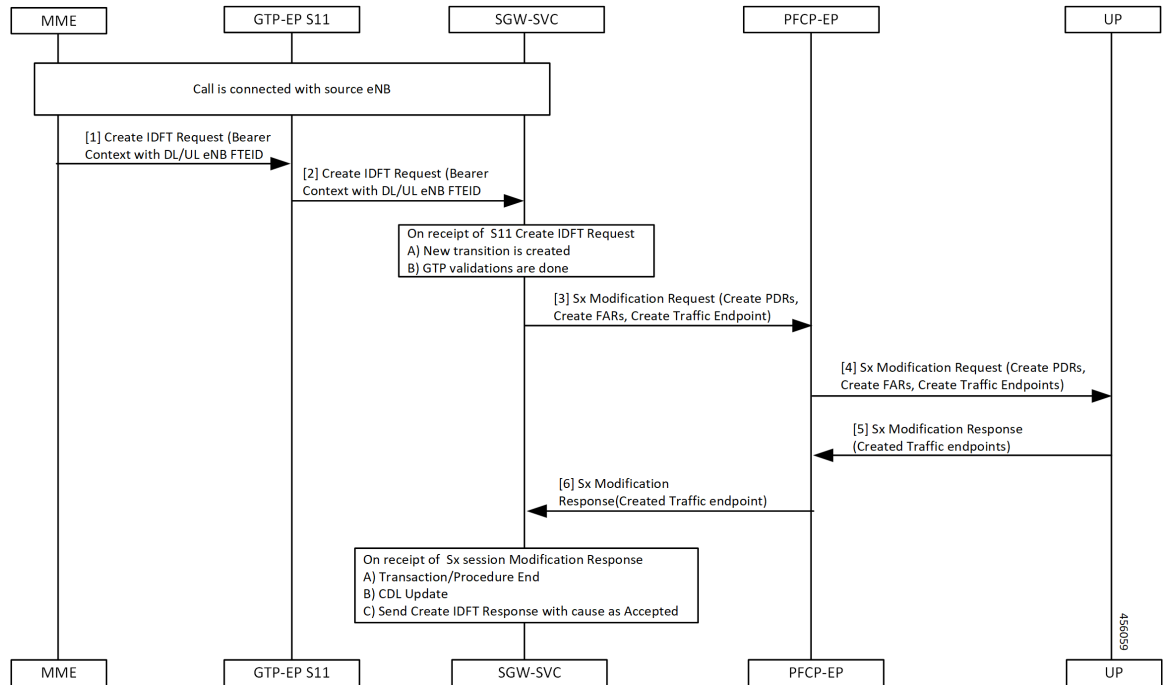 MME
GTP-EP S11
SGW-SVC
PFCP-EP
UP
Call is connected with source eNB
[1] Create IDFT Request (Bearer
Context with DL/UL eNB FTEID
[2] Create IDFT Request (Bearer
Context with DL/UL eNB FTEID
On receipt of S11 Create IDFT Request
A) New transition is created
B) GTP validations are done
[3] Sx Modification Request (Create PDRs,
Create FARs, Create Traffic Endpoint)
[4] Sx Modification Request (Create PDRs,
Create FARs, Create Traffic Endpoints)
[5] Sx Modification Response
(Created Traffic endpoints)
[6] Sx Modification
Response(Created Traffic endpoint)
On receipt of Sx session Modification Response
A) Transaction/Procedure End
B) CDL Update
C) Send Create IDFT Response with cause as Accepted
456059
MME
GTP-EP S11
SGW-SVC
PFCP-EP
UP